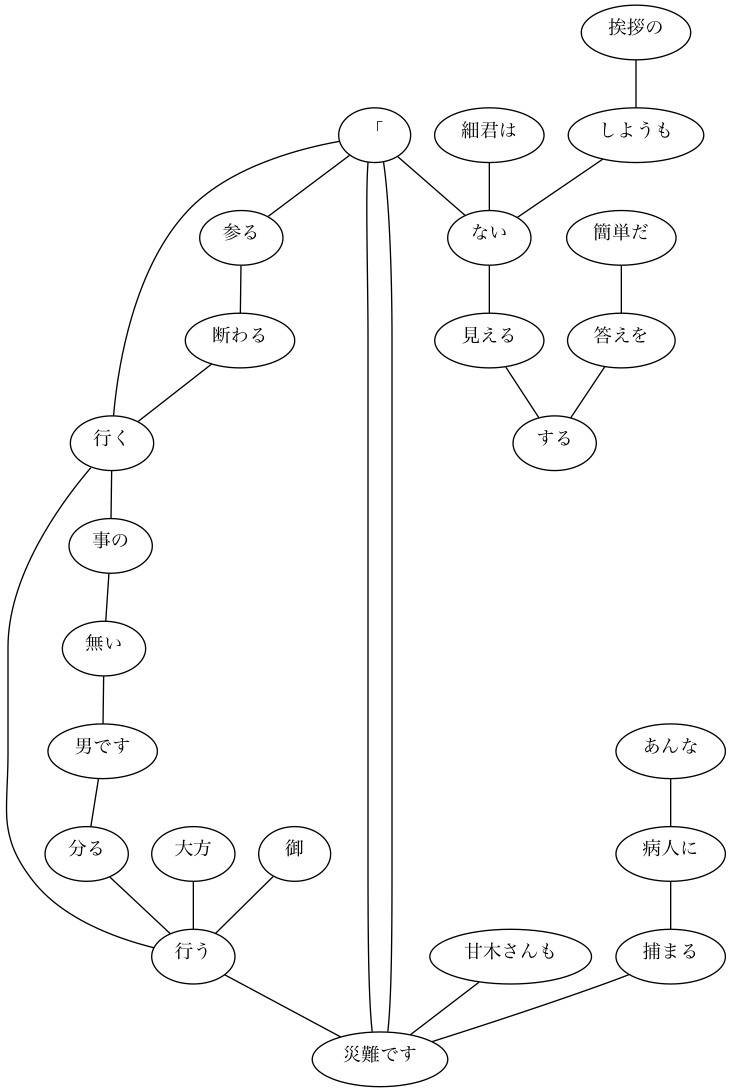 挨拶の
「
細君は
しようも
参る
ない
簡単だ
断わる
見える
答えを
行く
する
事の
無い
男です
あんな
分る
大方
御
病人に
行う
甘木さんも
捕まる
災難です